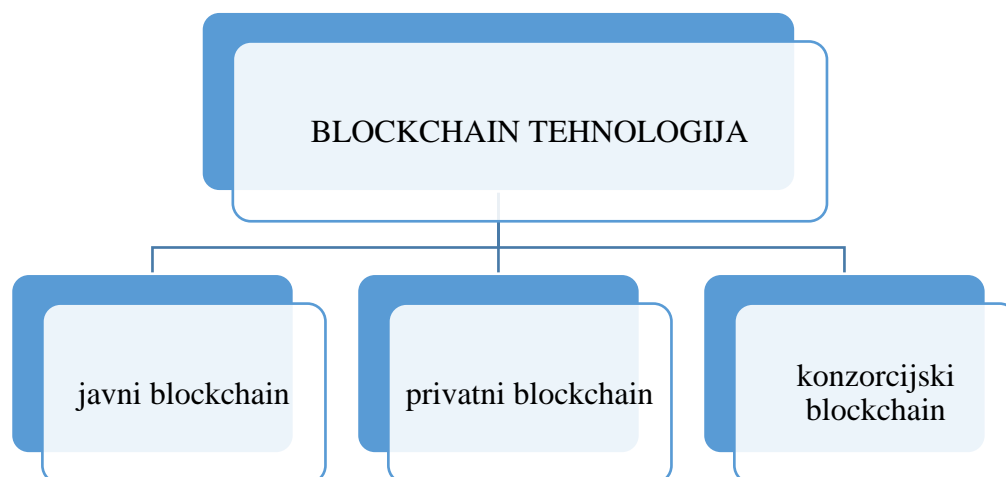 BLOCKCHAIN TEHNOLOGIJA
javni blockchain
privatni blockchain
konzorcijski
blockchain